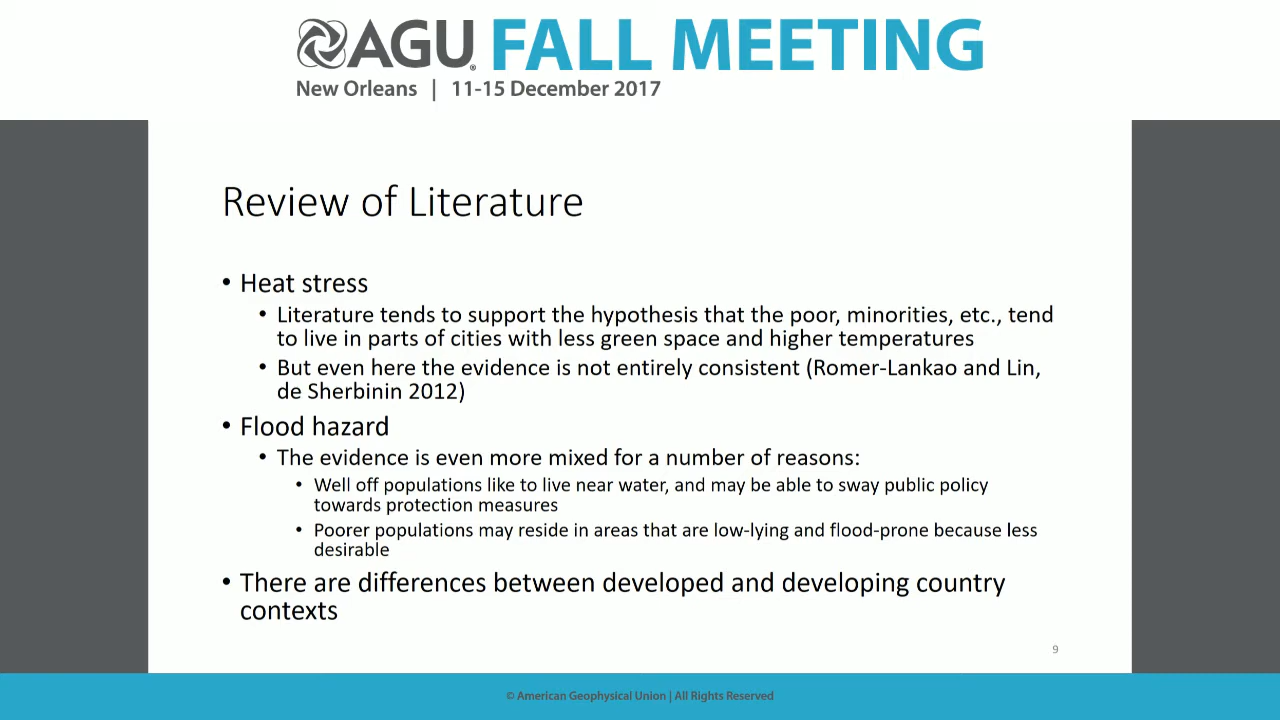 AGU FALL MEETING
New Orleans | 11-15 December 2017
Review of Literature
• Heat stress
• Literature tends to support the hypothesis that the poor, minorities, etc., tend
to live in parts of cities with less green space and higher temperatures
• But even here the evidence is not entirely consistent (Romer-Lankao and Lin,
de Sherbinin 2012)
• Flood hazard
• The evidence is even more mixed for a number of reasons:
• Well off populations like to live near water, and may be able to sway public policy
towards protection measures
• Poorer populations may reside in areas that are low-lying and flood-prone because less
desirable
• There are differences between developed and developing country
contexts
9
© American Geophysical Union | All Rights Reserved